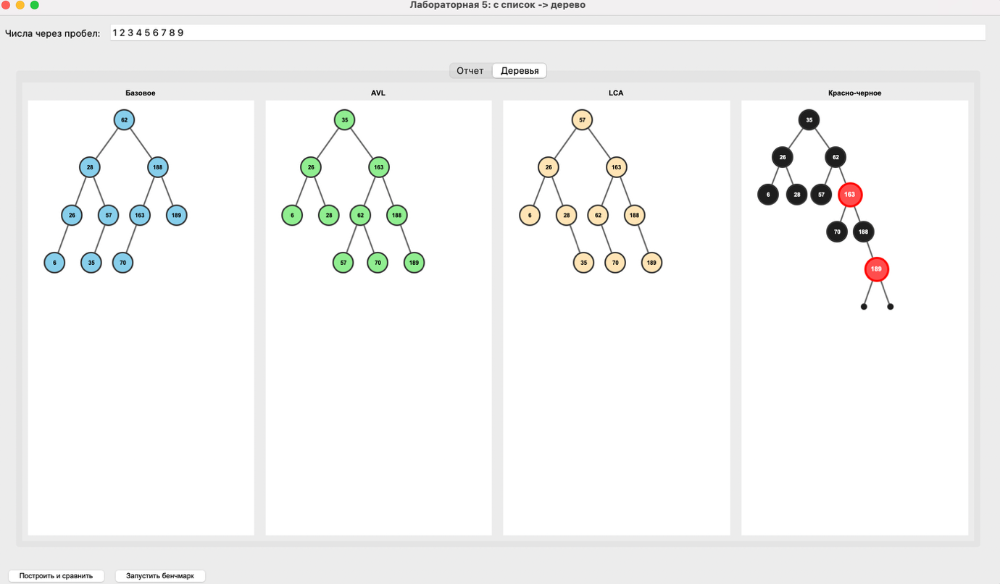 Лабораторная 5: с список -> дерево
Числа через пробел: 1 2 3 4 5 6 7 8 9
Отчет Деревья
Базовое AVL LCA Красно-черное
62 35 57 35
28 188 26 163 26 163 26 62
26 57 163 189 6 28 62 188 6 28 62 188 6 28 57 163
70 188
6 35 70 57 70 189 35 70 189
189
Построить и сравнить Запустить бенчмарк